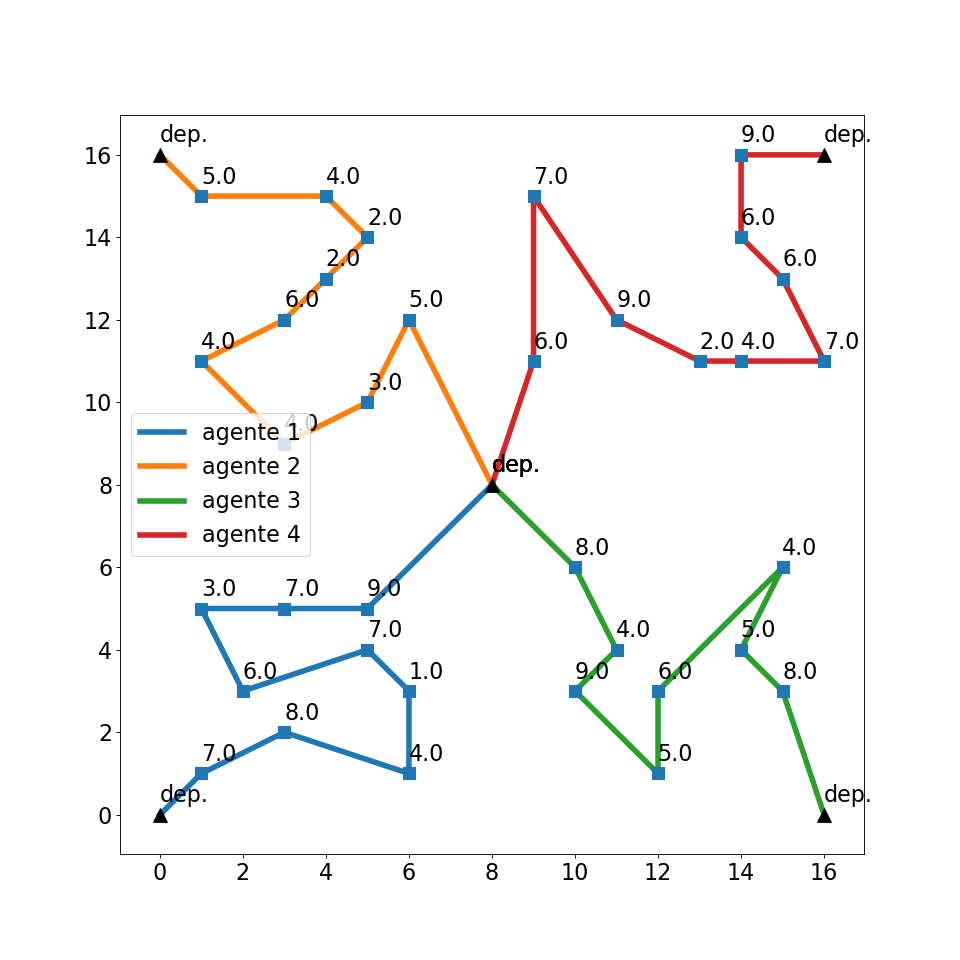 9.0
dep. dep.
16
5.0 4.0 7.0
2.0 6.0
14
2.0 6.0
6.0 5.0 9.0
12
4.0 6.0 2.0 4.0 7.0
3.0
10
4.0
agente 1
agente 2
dep. dep.
8
agente 3
agente 4
8.0 4.0
6
3.0 7.0 9.0
7.0 4.0 5.0
4
6.0 1.0 9.0 6.0 8.0
8.0
2
7.0 4.0 5.0
dep. dep.
0
0 2 4 6 8 10 12 14 16